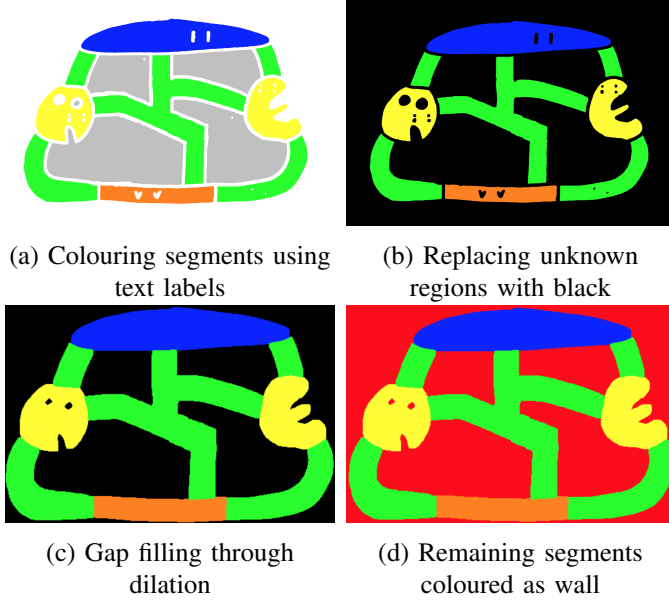 (a) Colouring segments using
text labels
(b) Replacing unknown
regions with black
(c) Gap filling through
dilation
(d) Remaining segments
coloured as wall